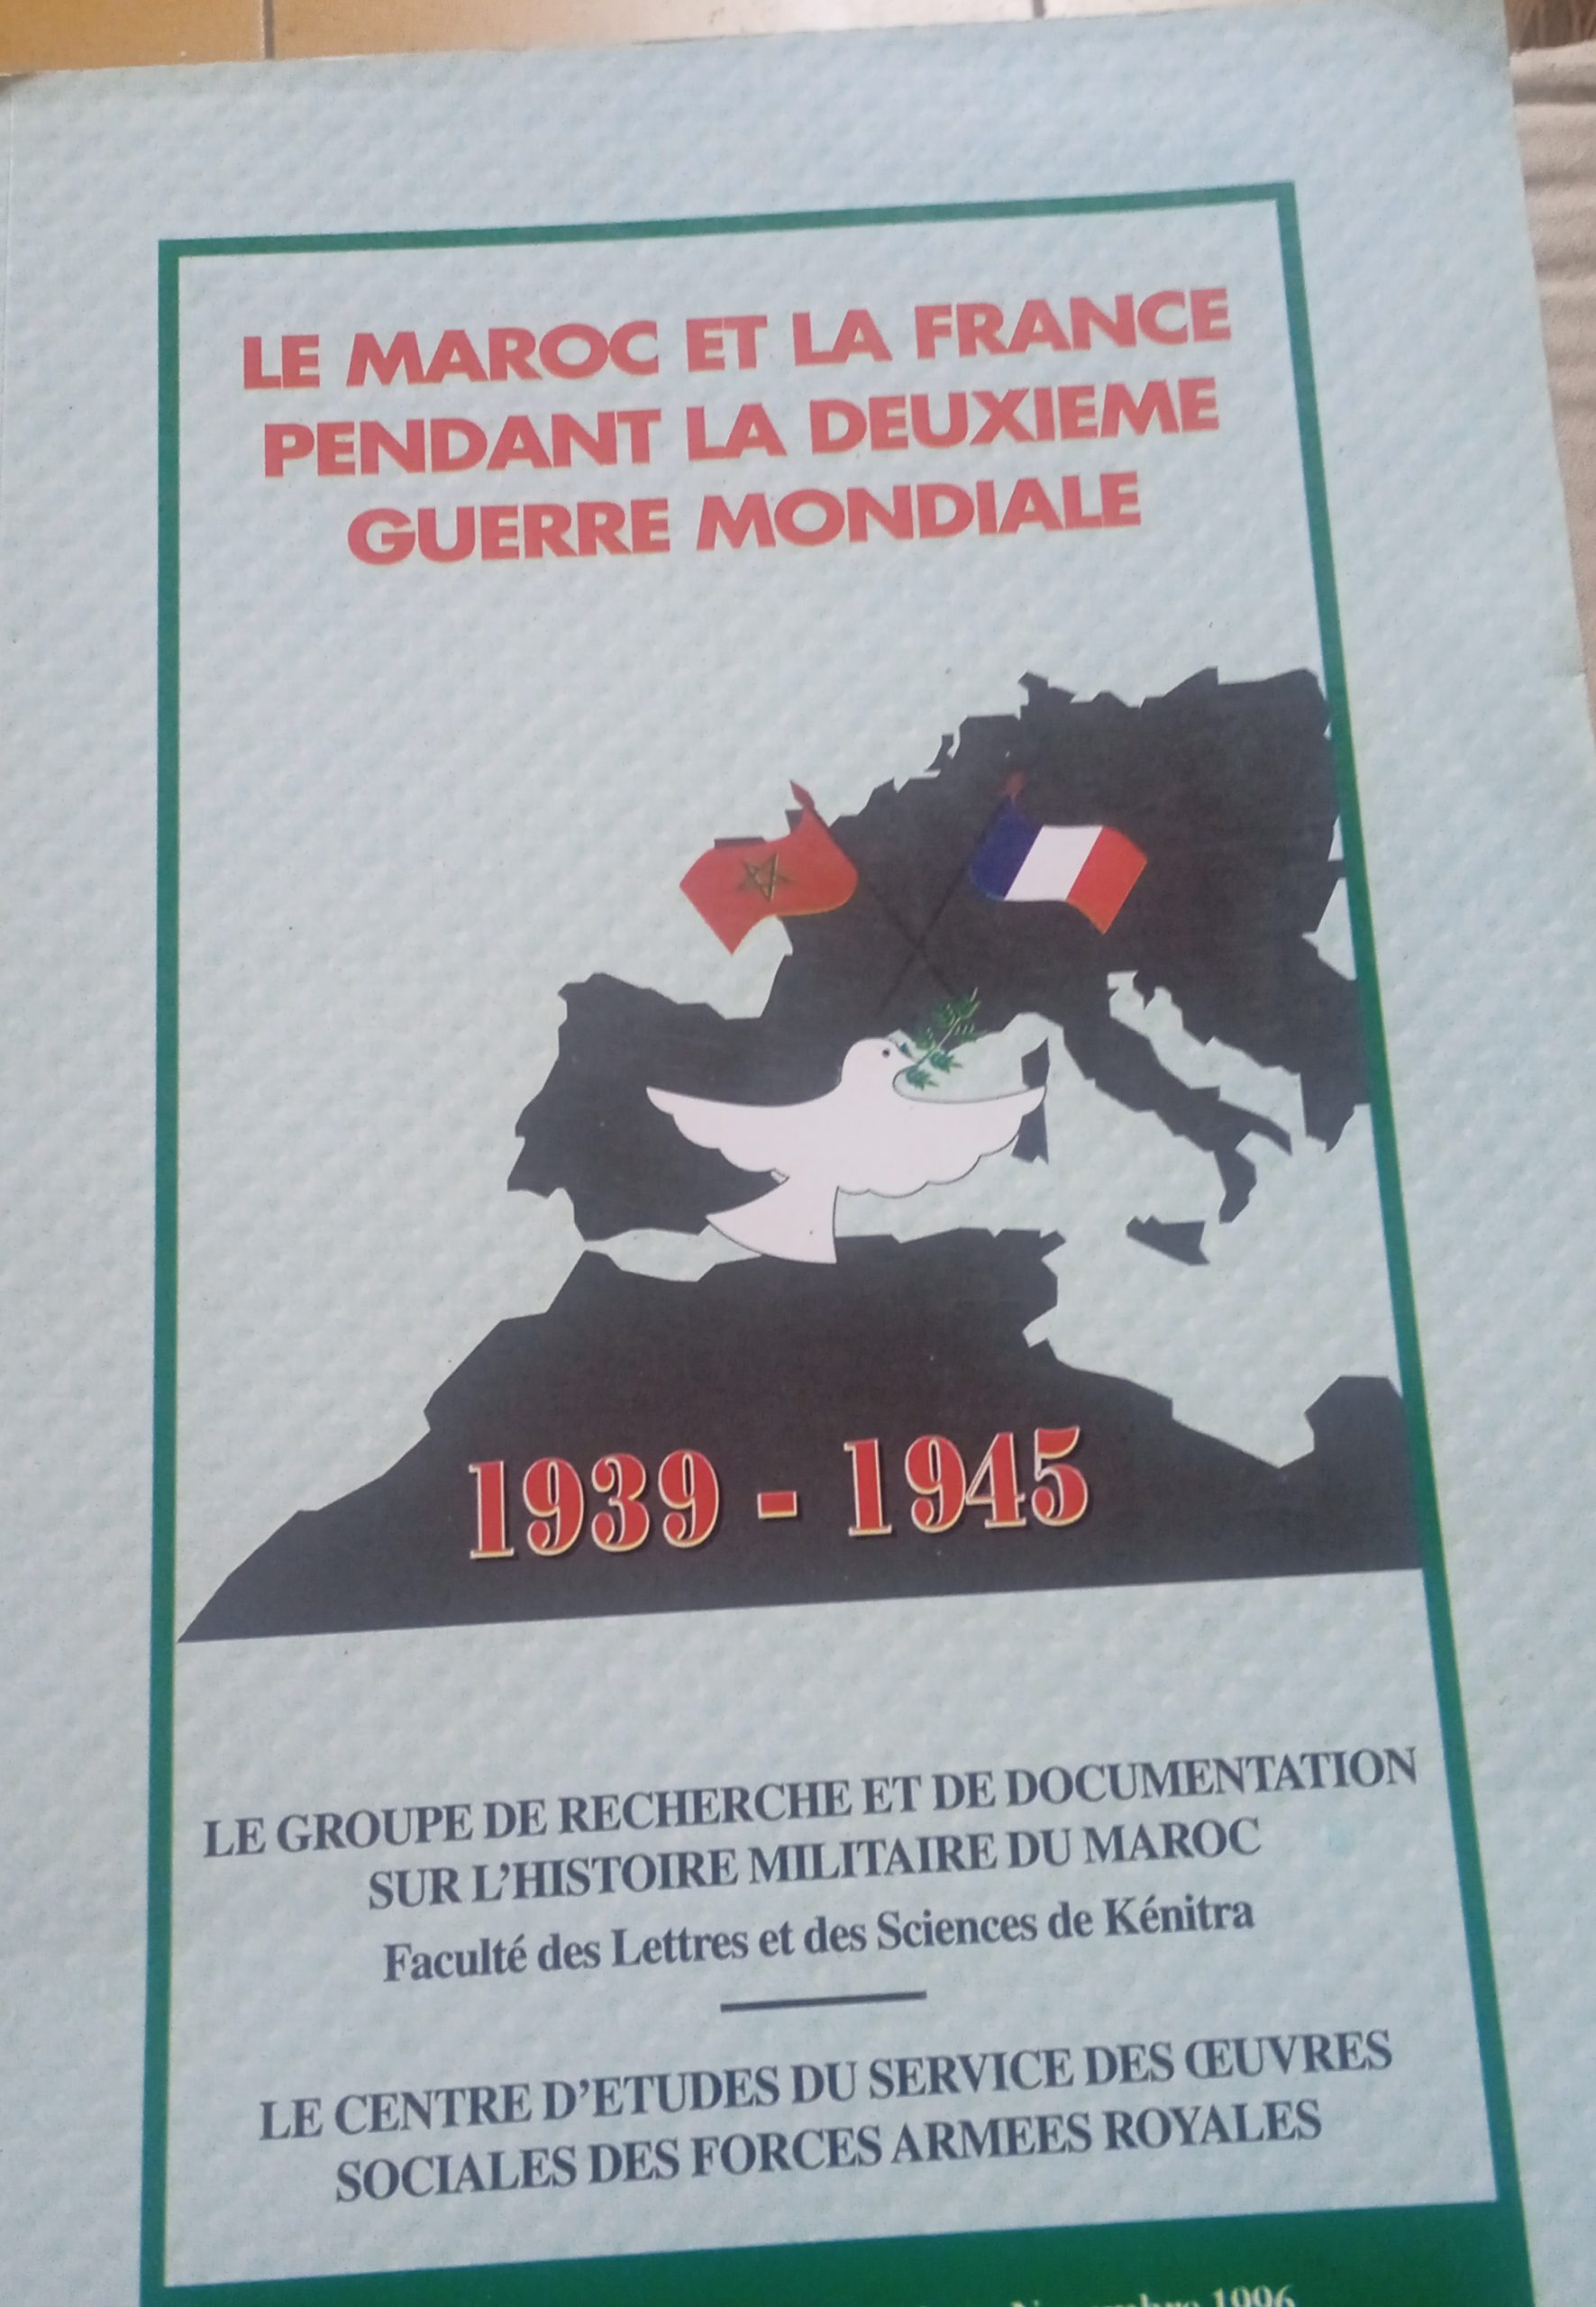 LE MAROC ET LA FRANCE
PENDANT LA DEUXIEME
GUERRE MONDIALE
1939 - 1945
LE GROUPE DE RECHERCHE ET DE DOCUMENTATION
SUR L'HISTOIRE MILITAIRE DU MAROC
Faculté des Lettres et des Sciences de Kénitra
LE CENTRE D'ETUDES DU SERVICE DES ŒUVRES
SOCIALES DES FORCES ARMEES ROYALES
Novembre 1996